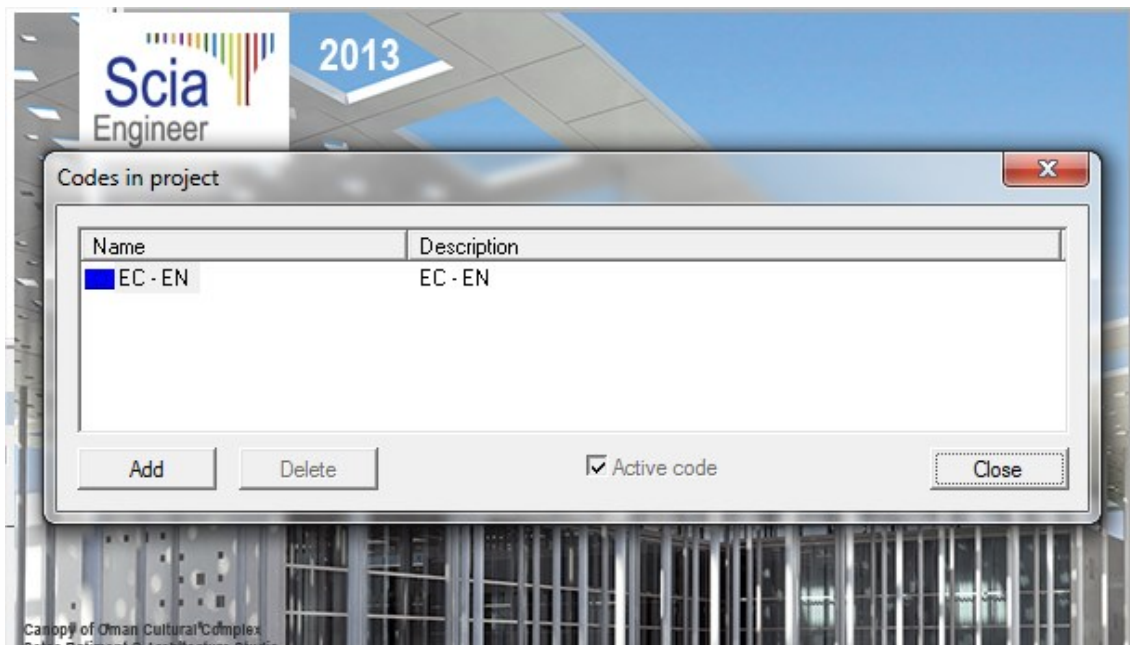 2013
Scia
Engineer
Codes in project
Name Description
EC - EN EC - EN
Add Delete Active code Close
Canopy of Oman Cultural Complex